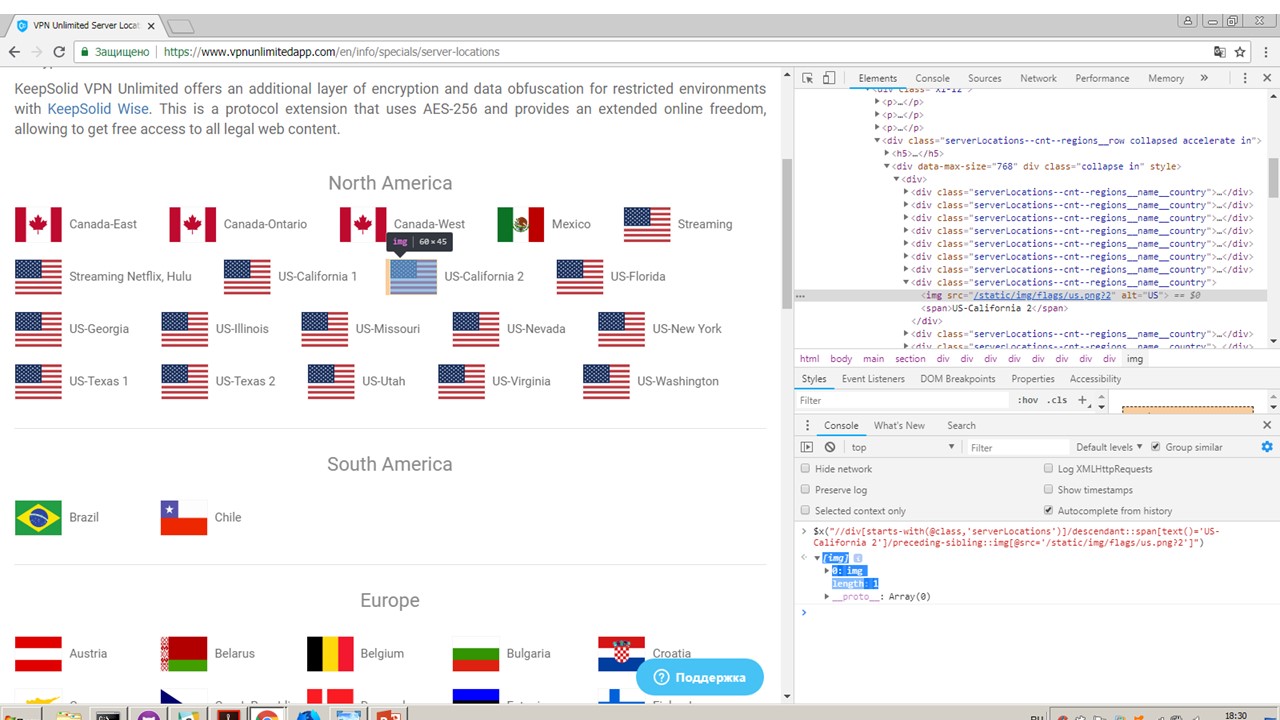 VPN Unlimited Server Locat
Защищено
https://www.vpnunlimitedapp.com/en/info/specials/server-locations
KeepSolid VPN Unlimited offers an additional layer of encryption and data obfuscation for restricted environments
with KeepSolid Wise. This is a protocol extension that uses AES-256 and provides an extended online freedom,
allowing to get free access to all legal web content.
North America
Canada-East Canada-Ontario Canada-West Mexico Streaming
img 60×45
Streaming Netflix, Hulu US-California 1 US-California 2 US-Florida
US-Georgia US-Illinois US-Missouri US-Nevada US-New York
US-Texas 1 US-Texas 2 US-Utah US-Virginia US-Washington
South America
Brazil Chile
Europe
Austria Belarus Belgium Bulgaria Croatia
Поддержка
Elements Console Sources Network Performance Memory »
<div class="xl-12">
<p>…</p>
<p>…</p>
<p>…</p>
<div class="serverLocations--cnt--regions__row collapsed accelerate in">
<h5>…</h5>
<div data-max-size="768" div class="collapse in" style>
<div>
<div class="serverLocations--cnt--regions__name__country">…</div>
<div class="serverLocations--cnt--regions__name__country">…</div>
<div class="serverLocations--cnt--regions__name__country">…</div>
<div class="serverLocations--cnt--regions__name__country">…</div>
<div class="serverLocations--cnt--regions__name__country">…</div>
<div class="serverLocations--cnt--regions__name__country">…</div>
<div class="serverLocations--cnt--regions__name__country">…</div>
<div class="serverLocations--cnt--regions__name__country">
… <img src="/static/img/flags/us.png?2" alt="US"> == $0
<span>US-California 2</span>
</div>
<div class="serverLocations--cnt--regions__name__country">…</div>
<div class="serverLocations--cnt--regions__name__country">…</div>
html body main section div div div div div div div div img
Styles Event Listeners DOM Breakpoints Properties Accessibility
Filter :hov .cls +
Console What's New Search
top Filter Default levels ▼ Group similar
Hide network Log XMLHttpRequests
Preserve log Show timestamps
Selected context only Autocomplete from history
> $x("//div[starts-with(@class,'serverLocations')]/descendant::span[text()='US-
California 2']/preceding-sibling::img[@src='/static/img/flags/us.png?2']")
[img] i
0: img
length: 1
__proto__: Array(0)
>
RU 18:30